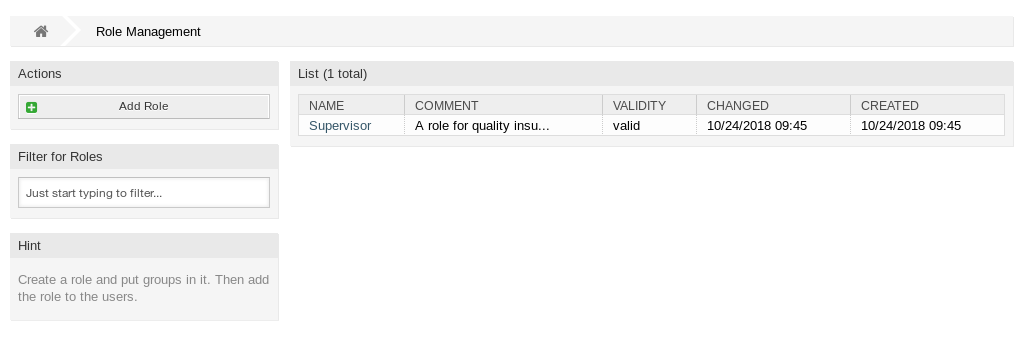 Role Management
Actions
Add Role
Filter for Roles
Just start typing to filter...
Hint
Create a role and put groups in it. Then add
the role to the users.
List (1 total)
NAME COMMENT VALIDITY CHANGED CREATED
Supervisor A role for quality insu... valid 10/24/2018 09:45 10/24/2018 09:45